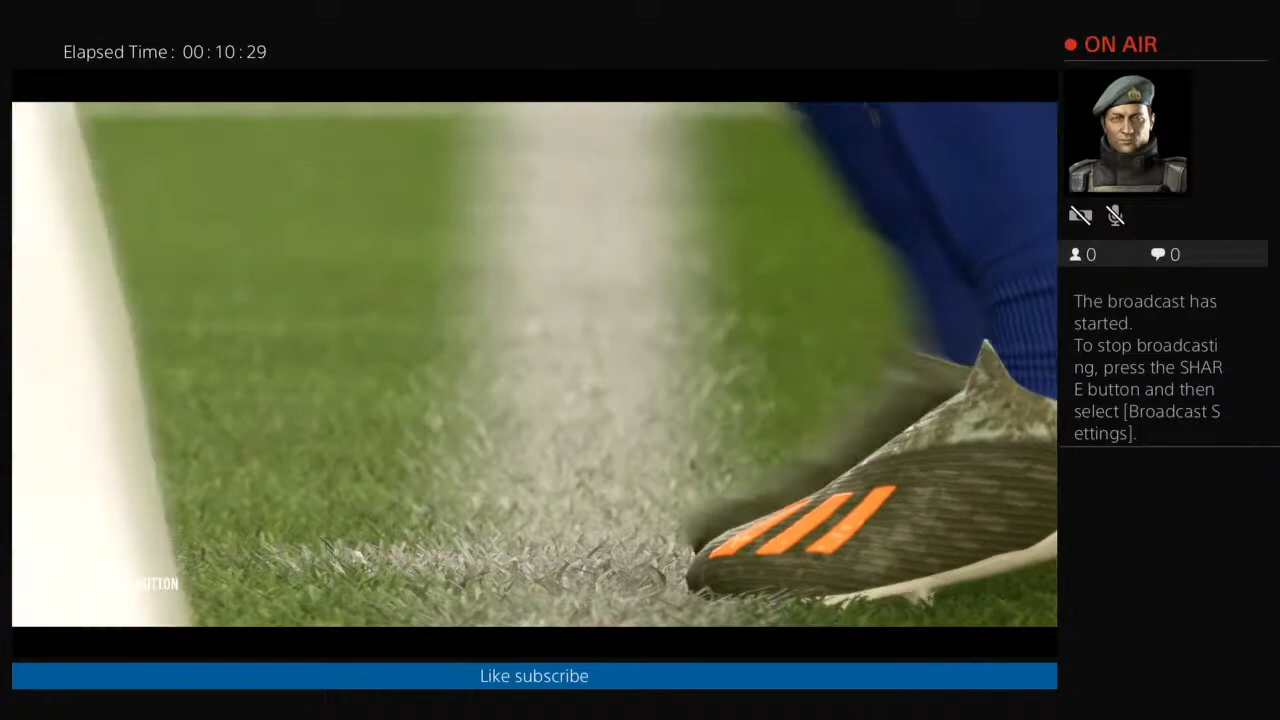 Elapsed Time: 00:10:29
ON AIR
0 0
The broadcast has
started.
To stop broadcasti
ng, press the SHAR
E button and then
select [Broadcast S
ettings].
BUTTON
Like subscribe